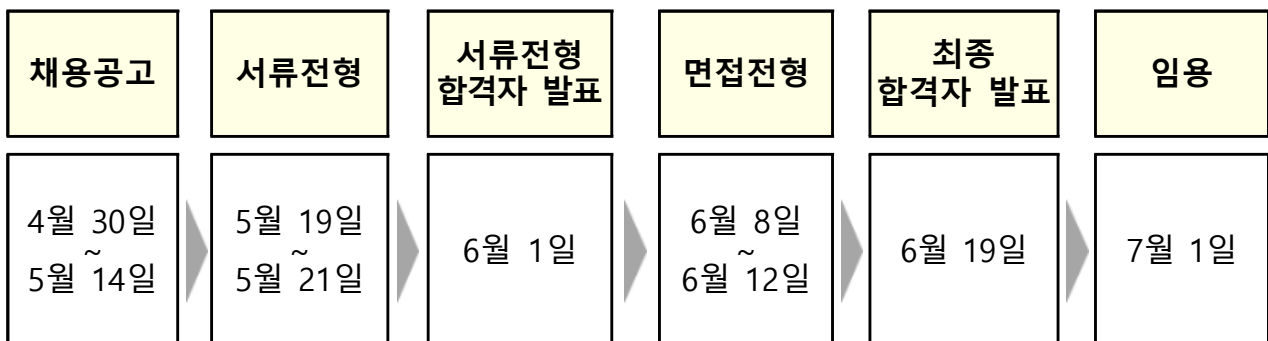 채용공고
서류전형
서류전형
합격자 발표
면접전형
최종
합격자 발표
임용
4월 30일
~
5월 14일
5월 19일
~
5월 21일
6월 1일
6월 8일
~
6월 12일
6월 19일
7월 1일